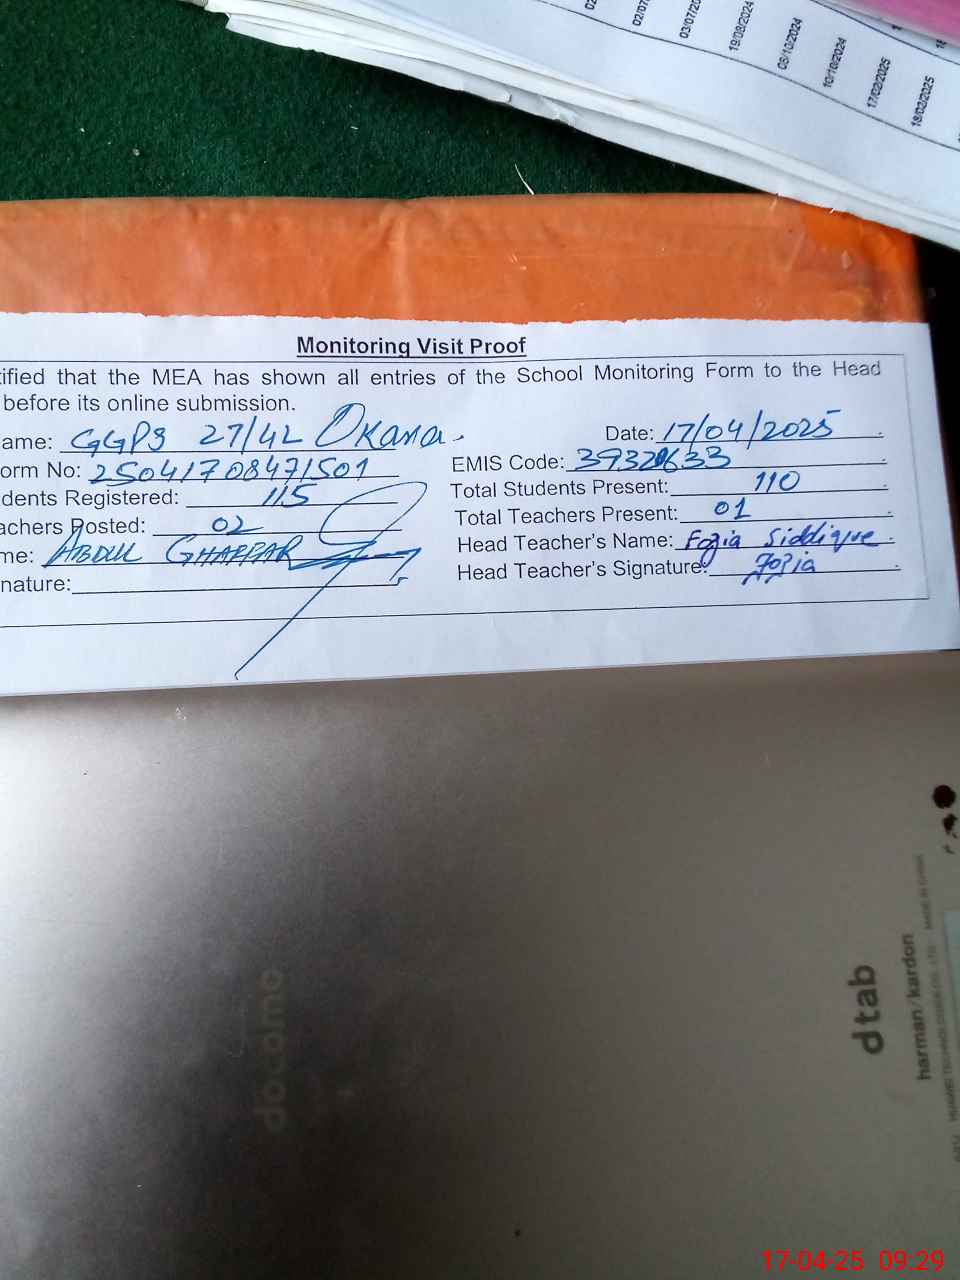 02/07
03/07/20
19/08/2024
05/10/2024
10/10/2024
17/02/2025
18/02/2025
Monitoring Visit Proof
ified that the MEA has shown all entries of the School Monitoring Form to the Head
before its online submission.
ame: GGPS 27/4L Okara.
Date: 17/04/2025
orm No: 25041708471501
EMIS Code:
dents Registered: 115
Total Students Present: 110
achers Posted: 02
Total Teachers Present: 01
me: ABDUL GHAFFAR
Head Teacher's Name: Fozia Siddique
nature:
Head Teacher's Signature: Fozia
docomo
dtab
harman/kardon
17-04-25 09:29